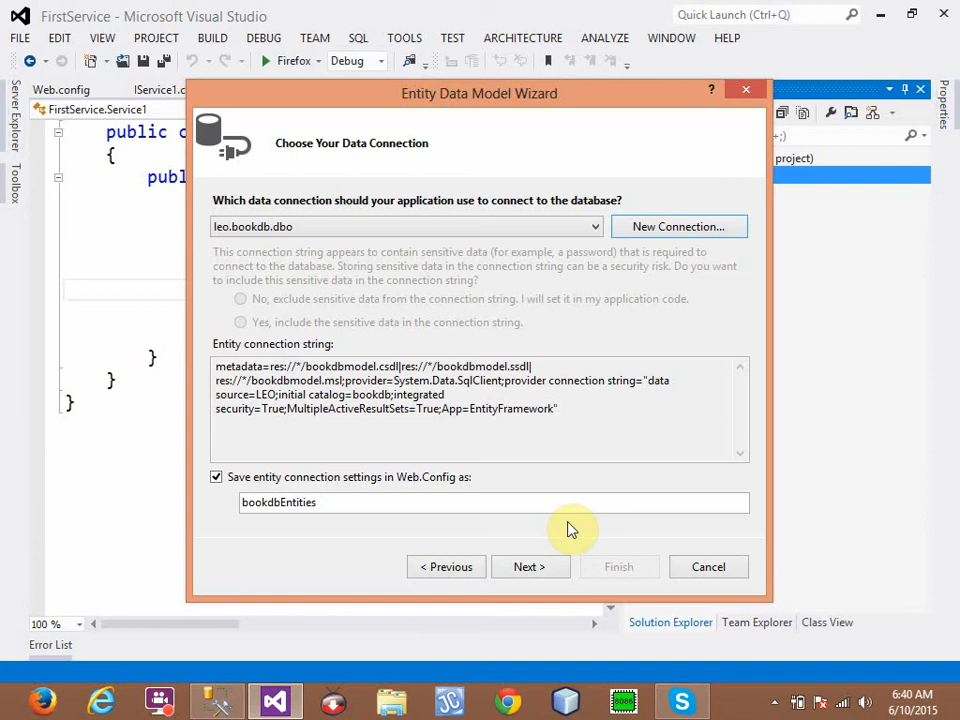 FirstService - Microsoft Visual Studio
Quick Launch (Ctrl+Q)
FILE EDIT VIEW PROJECT BUILD DEBUG TEAM SQL TOOLS TEST ARCHITECTURE ANALYZE WINDOW HELP
Firefox Debug
Web.config IService1.c
FirstService.Service1
Server Explorer
Toolbox
Properties
public c
{
publ
}
}
}
+;)
project)
Entity Data Model Wizard
?
Choose Your Data Connection
Which data connection should your application use to connect to the database?
leo.bookdb.dbo
New Connection...
This connection string appears to contain sensitive data (for example, a password) that is required to
connect to the database. Storing sensitive data in the connection string can be a security risk. Do you want
to include this sensitive data in the connection string?
No, exclude sensitive data from the connection string. I will set it in my application code.
Yes, include the sensitive data in the connection string.
Entity connection string:
metadata=res://*/bookdbmodel.csdl|res://*/bookdbmodel.ssdl|
res://*/bookdbmodel.msl;provider=System.Data.SqlClient;provider connection string="data
source=LEO;initial catalog=bookdb;integrated
security=True;MultipleActiveResultSets=True;App=EntityFramework"
Save entity connection settings in Web.Config as:
bookdbEntities
< Previous Next > Finish Cancel
100 %
Solution Explorer Team Explorer Class View
Error List
6:40 AM
6/10/2015